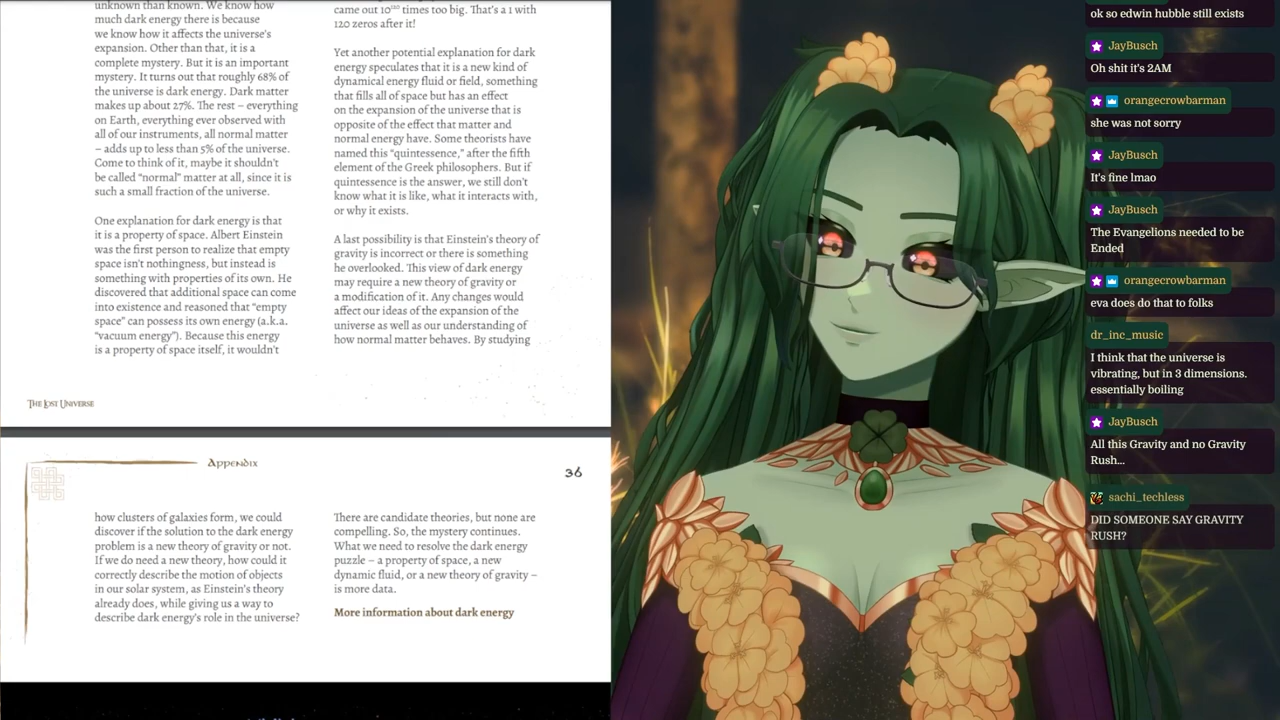 unknown than known. We know how
much dark energy there is because
we know how it affects the universe's
expansion. Other than that, it is a
complete mystery. But it is an important
mystery. It turns out that roughly 68% of
the universe is dark energy. Dark matter
makes up about 27%. The rest – everything
on Earth, everything ever observed with
all of our instruments, all normal matter
– adds up to less than 5% of the universe.
Come to think of it, maybe it shouldn't
be called "normal" matter at all, since it is
such a small fraction of the universe.
One explanation for dark energy is that
it is a property of space. Albert Einstein
was the first person to realize that empty
space isn't nothingness, but instead is
something with properties of its own. He
discovered that additional space can come
into existence and reasoned that "empty
space" can possess its own energy (a.k.a.
"vacuum energy"). Because this energy
is a property of space itself, it wouldn't
came out 10¹²⁰ times too big. That's a 1 with
120 zeros after it!
Yet another potential explanation for dark
energy speculates that it is a new kind of
dynamical energy fluid or field, something
that fills all of space but has an effect
on the expansion of the universe that is
opposite of the effect that matter and
normal energy have. Some theorists have
named this "quintessence," after the fifth
element of the Greek philosophers. But if
quintessence is the answer, we still don't
know what it is like, what it interacts with,
or why it exists.
A last possibility is that Einstein's theory of
gravity is incorrect or there is something
he overlooked. This view of dark energy
may require a new theory of gravity or
a modification of it. Any changes would
affect our ideas of the expansion of the
universe as well as our understanding of
how normal matter behaves. By studying
The Lost Universe
Appendix
36
how clusters of galaxies form, we could
discover if the solution to the dark energy
problem is a new theory of gravity or not.
If we do need a new theory, how could it
correctly describe the motion of objects
in our solar system, as Einstein's theory
already does, while giving us a way to
describe dark energy's role in the universe?
There are candidate theories, but none are
compelling. So, the mystery continues.
What we need to resolve the dark energy
puzzle – a property of space, a new
dynamic fluid, or a new theory of gravity –
is more data.
More information about dark energy
ok so edwin hubble still exists
JayBusch
Oh shit it's 2AM
orangecrowbarman
she was not sorry
JayBusch
It's fine lmao
JayBusch
The Evangelions needed to be
Ended
orangecrowbarman
eva does do that to folks
dr_inc_music
I think that the universe is
vibrating, but in 3 dimensions.
essentially boiling
JayBusch
All this Gravity and no Gravity
Rush...
sachi_techless
DID SOMEONE SAY GRAVITY
RUSH?